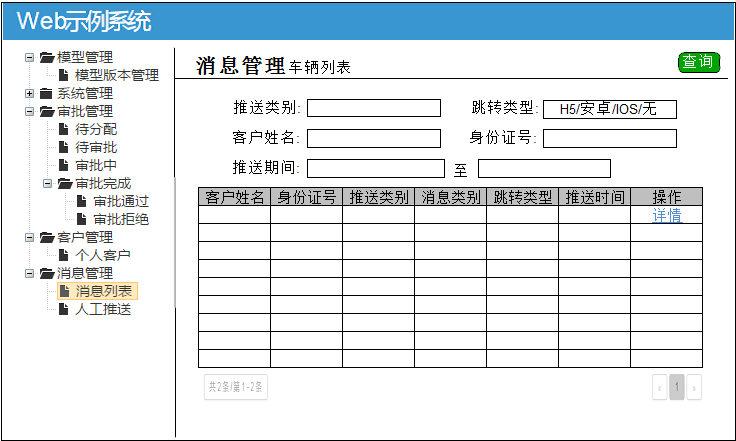 Web示例系统
模型管理
模型版本管理
系统管理
审批管理
待分配
待审批
审批中
审批完成
审批通过
审批拒绝
客户管理
个人客户
消息管理
消息列表
人工推送
消息管理 车辆列表 查询
推送类别: 跳转类型: H5/安卓/IOS/无
客户姓名: 身份证号:
推送期间: 至
客户姓名 身份证号 推送类别 消息类别 跳转类型 推送时间 操作
详情
共2条/第1-2条 « 1 »